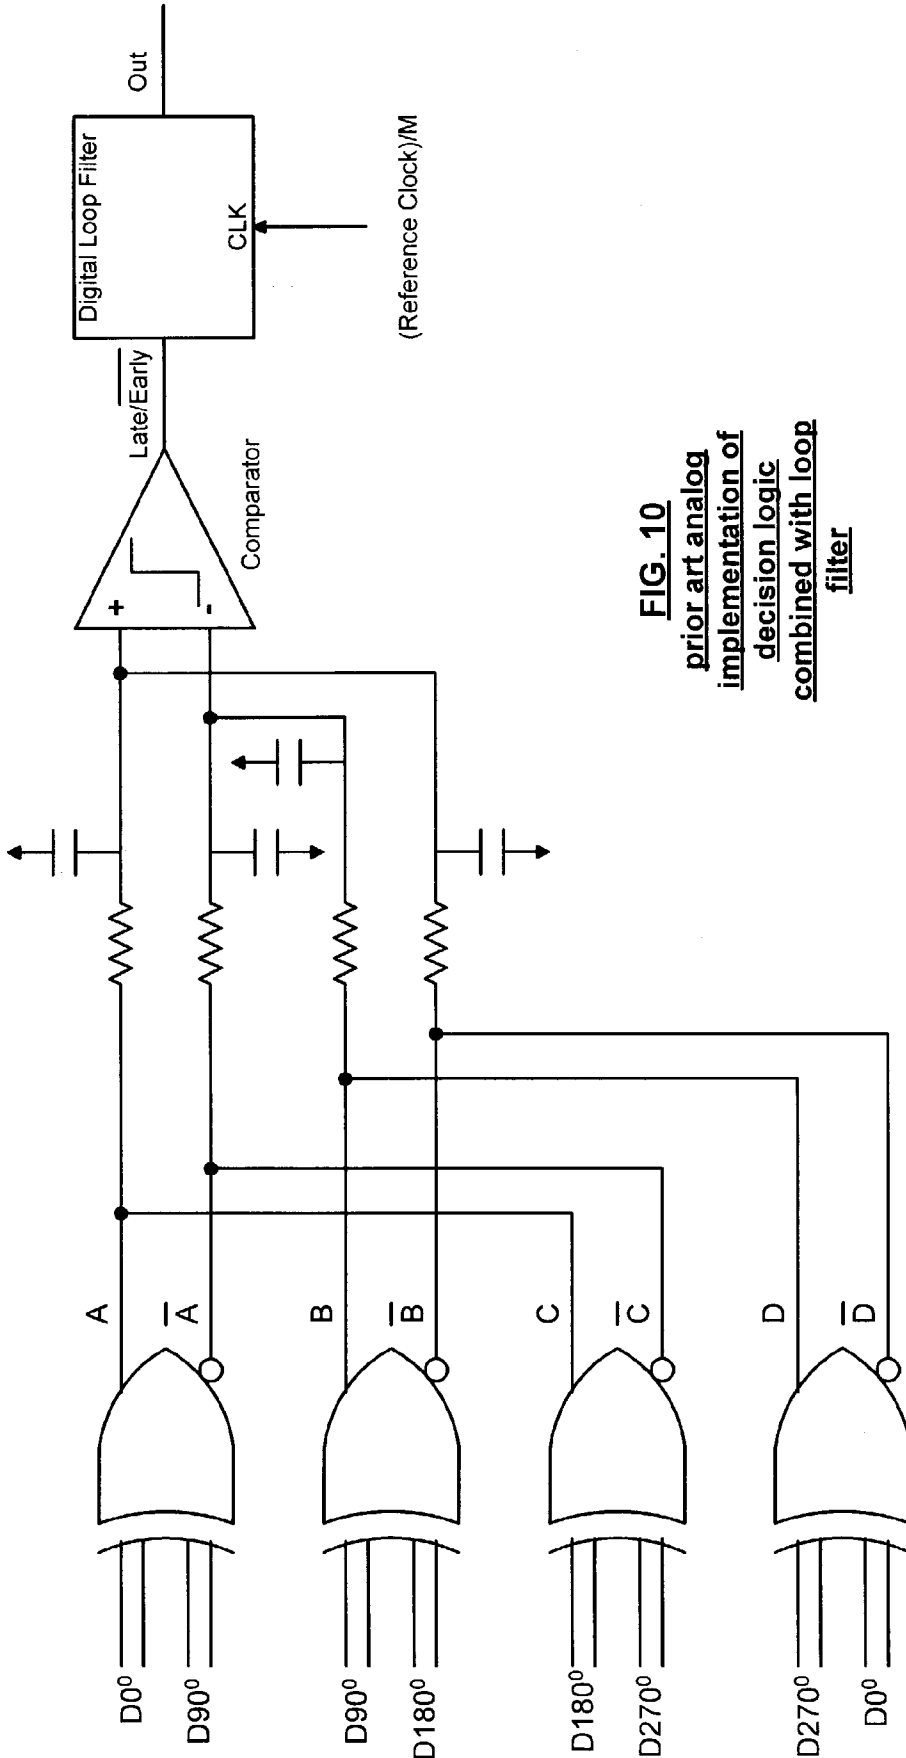 D0⁰
D90⁰
D90⁰
D180⁰
D180⁰
D270⁰
D270⁰
D0⁰
A
A̅
B
B̅
C
C̅
D
D̅
+
-
Comparator
Late/E̅a̅r̅l̅y̅
Digital Loop Filter
CLK
Out
(Reference Clock)/M
FIG. 10
prior art analog
implementation of
decision logic
combined with loop
filter